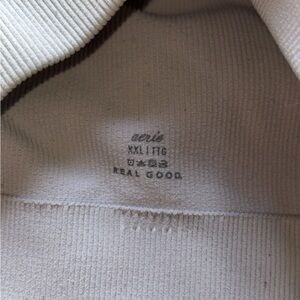 aerie
XXL | TTG
REAL GOOD.